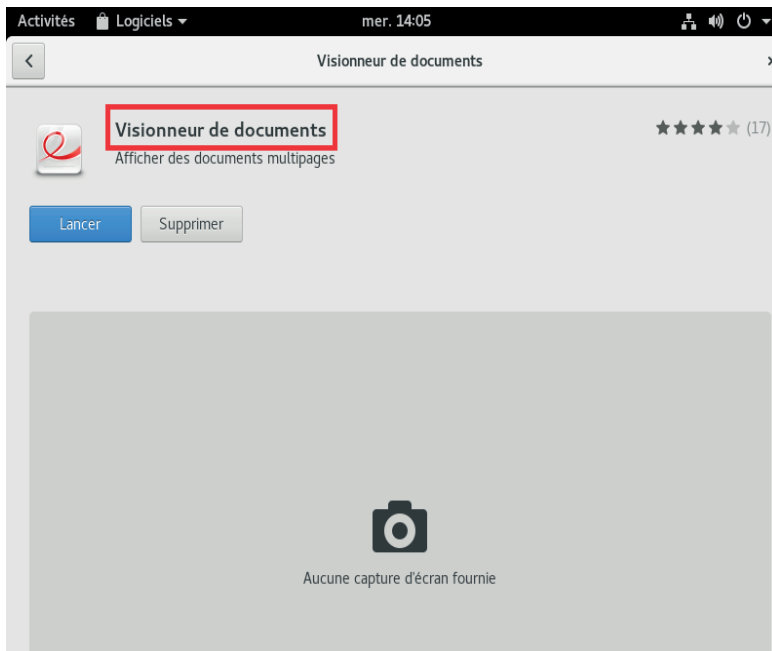 Activités Logiciels mer. 14:05
Visionneur de documents
Visionneur de documents
(17)
Afficher des documents multipages
Lancer Supprimer
Aucune capture d'écran fournie